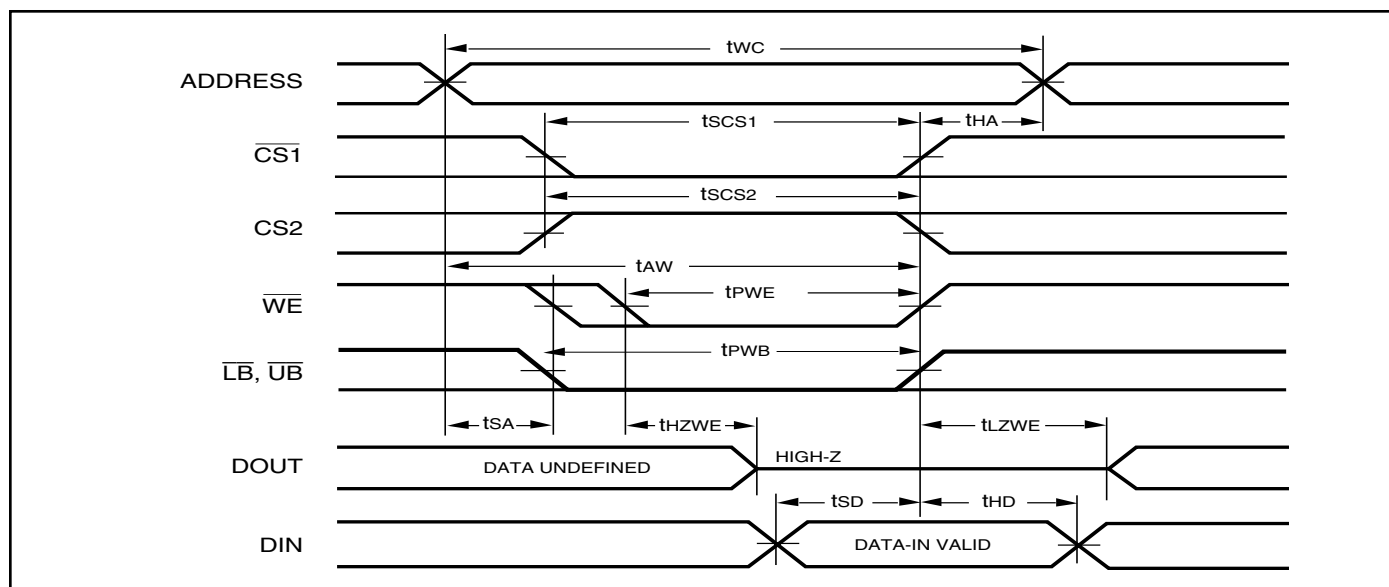 tWC
ADDRESS
tSCS1
tHA
CS1
tSCS2
CS2
tAW
WE
tPWE
tPWB
LB, UB
tSA
tHZWE
tLZWE
DOUT
DATA UNDEFINED
HIGH-Z
tSD
tHD
DIN
DATA-IN VALID